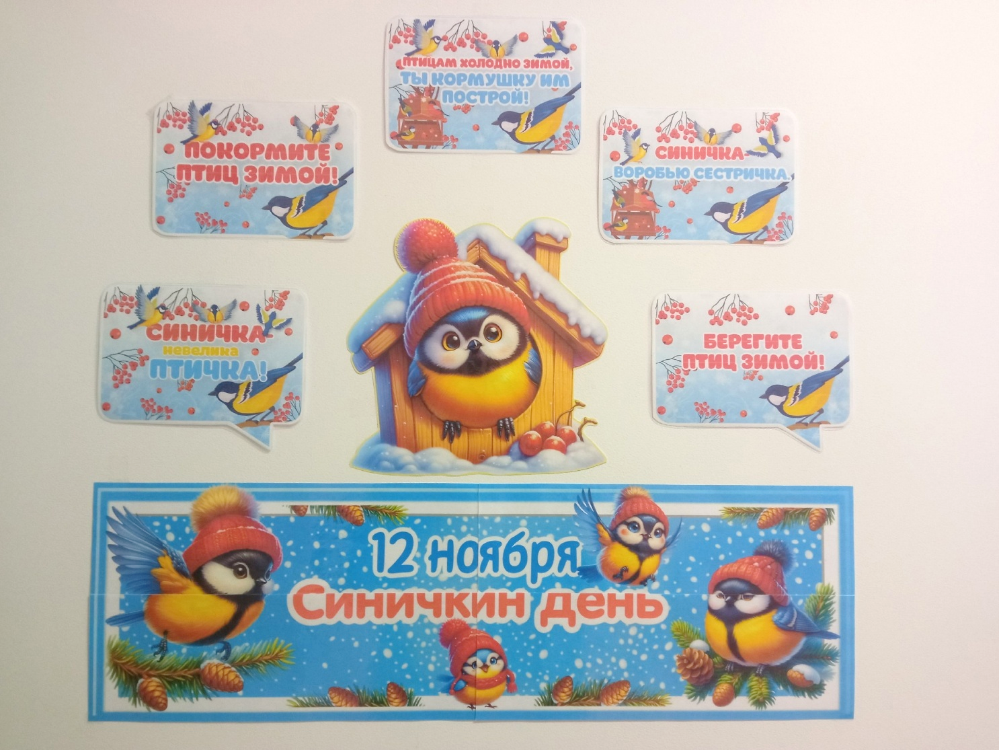 ПТИЦАМ ХОЛОДНО ЗИМОЙ,
ТЫ КОРМУШКУ ИМ
ПОСТРОЙ!
ПОКОРМИТЕ
ПТИЦ ЗИМОЙ!
СИНИЧКА-
ВОРОБЬЮ СЕСТРИЧКА.
СИНИЧКА-
НЕВЕЛИКА
ПТИЧКА!
БЕРЕГИТЕ
ПТИЦ ЗИМОЙ!
12 ноября
Синичкин день